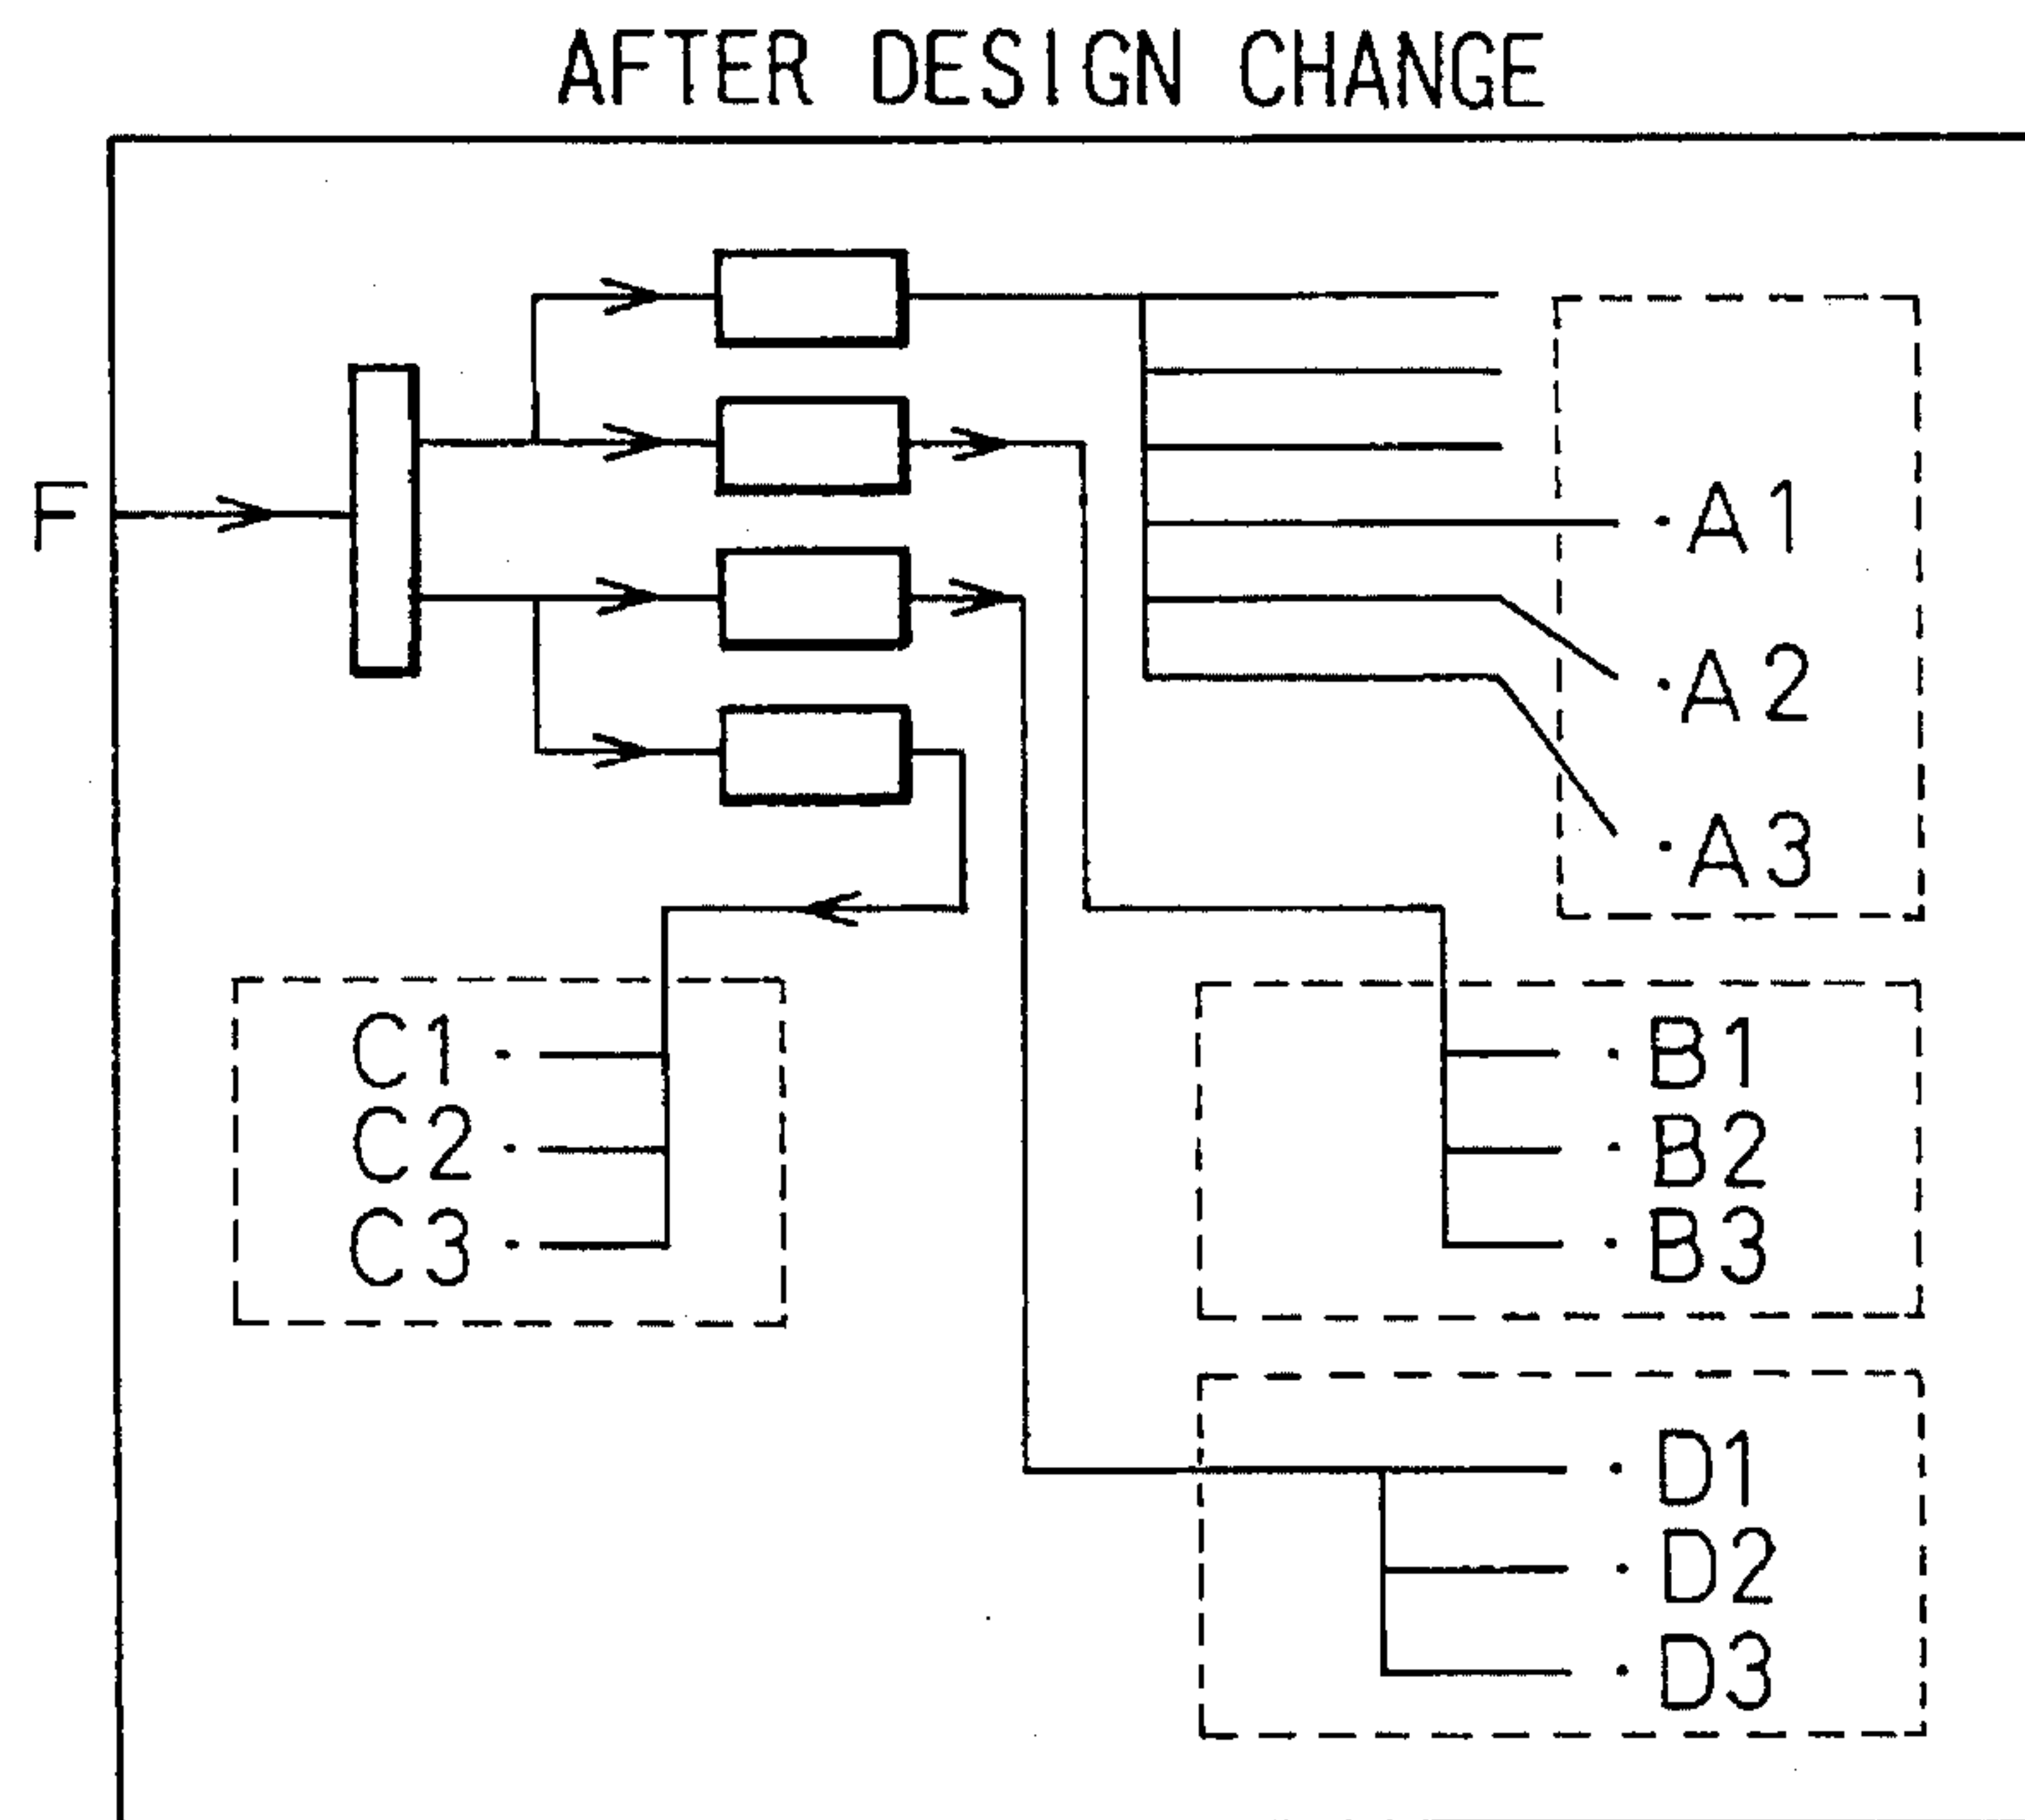 AFTER DESIGN CHANGE
F
·A1
·A2
·A3
C1·
C2·
C3·
·B1
·B2
·B3
·D1
·D2
·D3